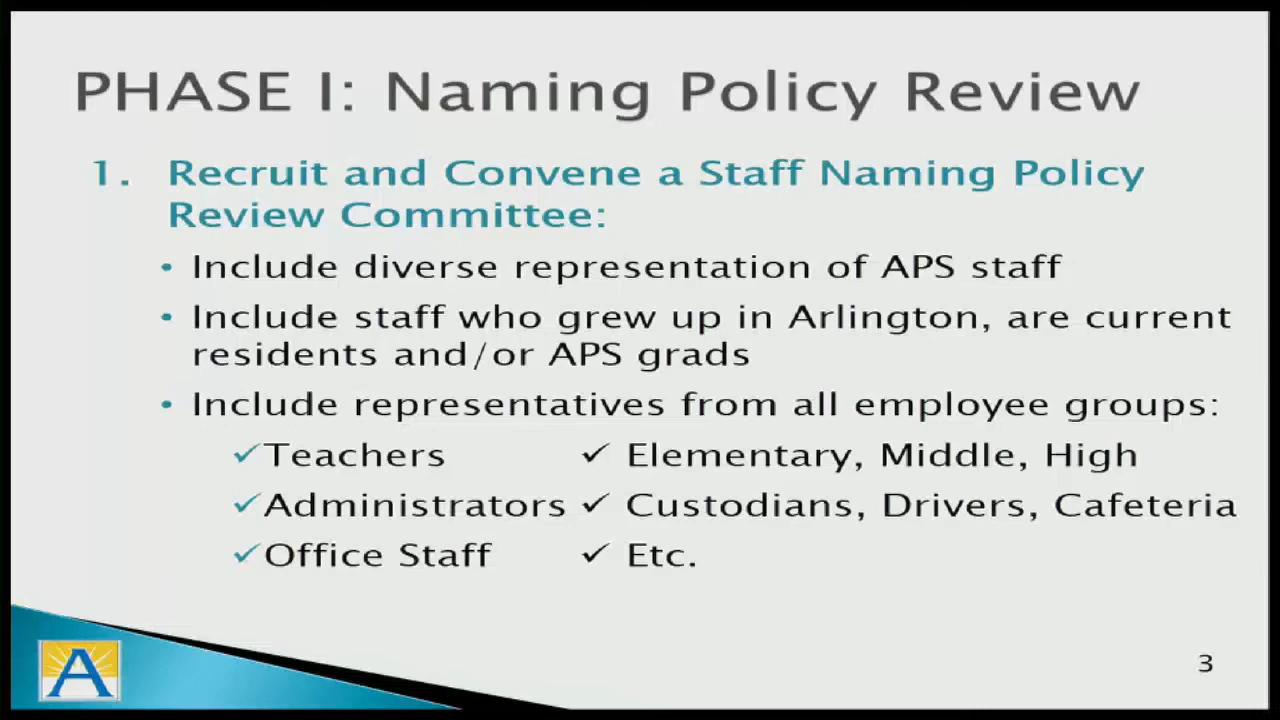 PHASE I: Naming Policy Review
1. Recruit and Convene a Staff Naming Policy
Review Committee:
• Include diverse representation of APS staff
• Include staff who grew up in Arlington, are current
residents and/or APS grads
• Include representatives from all employee groups:
✓Teachers ✓ Elementary, Middle, High
✓Administrators ✓ Custodians, Drivers, Cafeteria
✓Office Staff ✓ Etc.
A
3